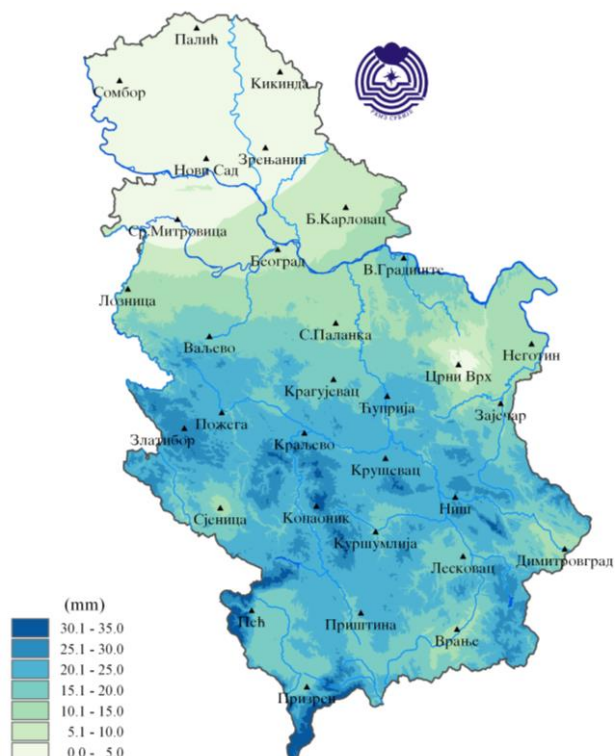 Палић
Кикинда
Сомбор
Зрењанин
Нови Сад
Б.Карловац
Ср.Митровица
Београд
В.Градиште
Лозница
С.Паланка
Ваљево
Неготин
Црни Врх
Крагујевац
Ћуприја
Зајечар
Пожега
Златибор
Краљево
Крушевац
Ниш
Сјеница
Копаоник
Куршумлија
Димитровград
Лесковац
(mm)
Пећ
Приштина
Врање
30.1 - 35.0
25.1 - 30.0
20.1 - 25.0
15.1 - 20.0
Призрен
10.1 - 15.0
5.1 - 10.0
0.0 - 5.0